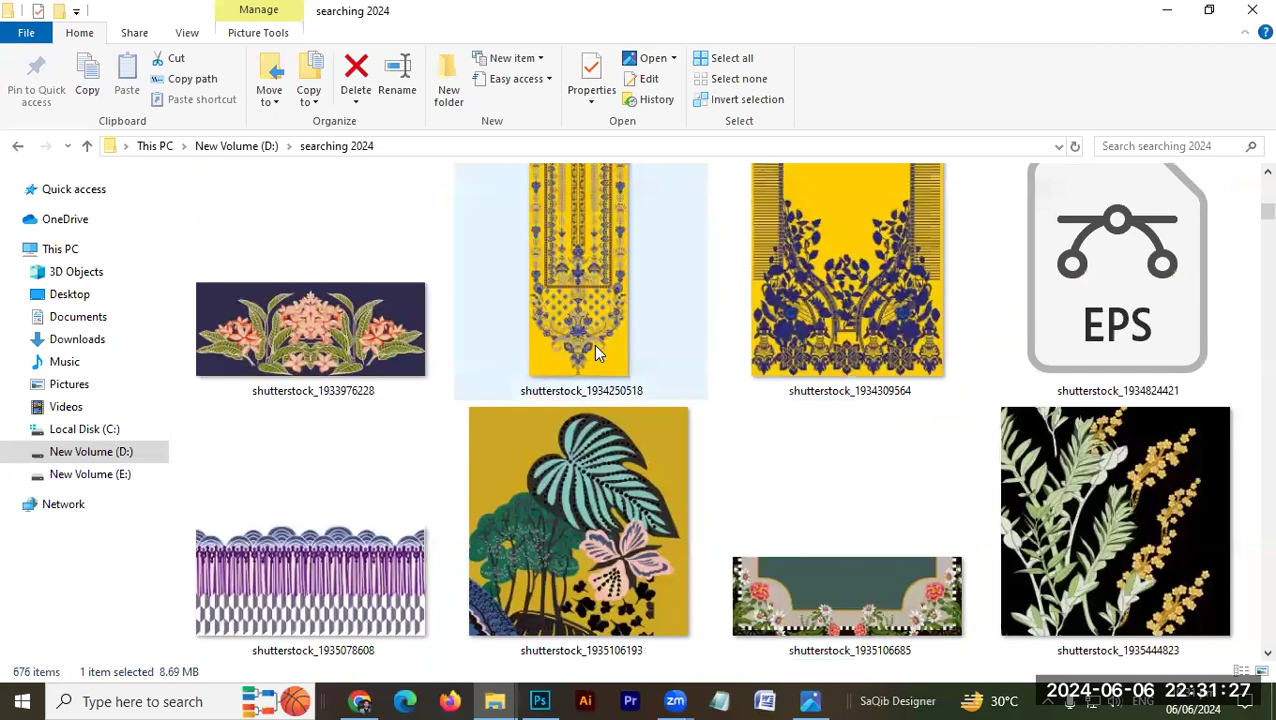 Manage
searching 2024
File
Home
Share
View
Picture Tools
Pin to Quick access
Copy
Paste
Cut
Copy path
Paste shortcut
Clipboard
Move to
Copy to
Delete
Rename
Organize
New folder
New item
Easy access
New
Properties
Open
Edit
History
Open
Select all
Select none
Invert selection
Select
This PC > New Volume (D:) > searching 2024
Search searching 2024
Quick access
OneDrive
This PC
3D Objects
Desktop
Documents
Downloads
Music
Pictures
Videos
Local Disk (C:)
New Volume (D:)
New Volume (E:)
Network
EPS
shutterstock_1933976228
shutterstock_1934250518
shutterstock_1934309564
shutterstock_1934824421
shutterstock_1935078608
shutterstock_1935106193
shutterstock_1935106685
shutterstock_1935444823
676 items
1 item selected 8.69 MB
Type here to search
Ps
Ai
Pr
zm
SaQib Designer
30°C
2024-06-06 22:31:27
ENG
06/06/2024